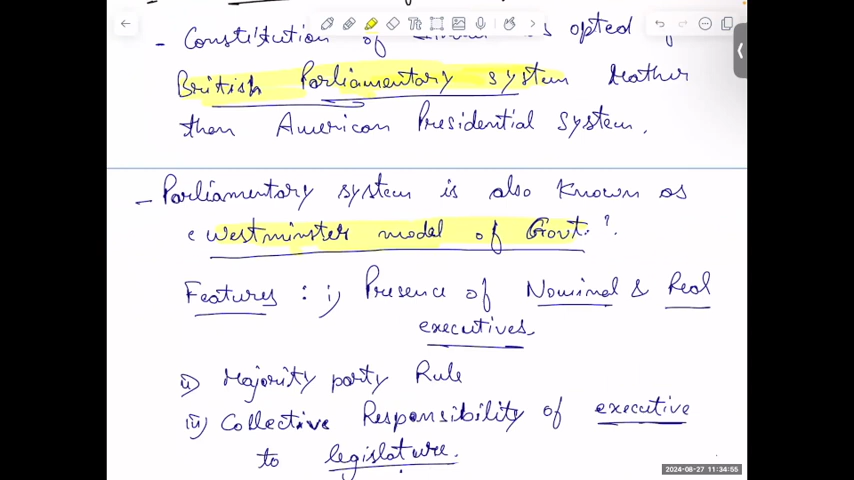 - Constitution of opted
British Parliamentary system Rather
than American Presidential System.
- Parliamentary system is also known as
‘Westminster model of Govt.’.
Features : i) Presence of Nominal & Real
executives.
ii) Majority party Rule
iii) Collective Responsibility of executive
to legislature.
2024-08-27 11:34:55